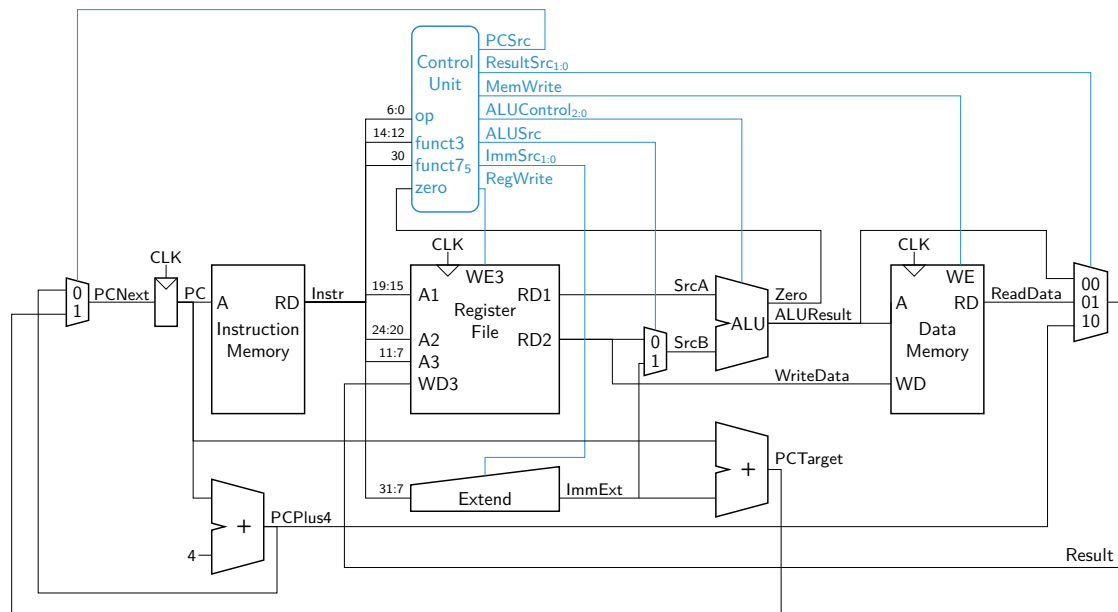 PCSrc
Control
Unit
ResultSrc1:0
MemWrite
6:0
op
ALUControl2:0
14:12
funct3
ALUSrc
30
funct75
ImmSrc1:0
zero
RegWrite
CLK
CLK
CLK
0
1
PCNext
PC
A
RD
Instruction
Memory
Instr
19:15
A1
WE3
RD1
Register
File
24:20
A2
RD2
11:7
A3
WD3
SrcA
0
1
SrcB
ALU
Zero
ALUResult
WriteData
WE
A
RD
Data
Memory
WD
ReadData
00
01
10
31:7
Extend
ImmExt
+
PCTarget
4
+
PCPlus4
Result